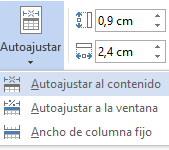 0,9 cm
Autoajustar
2,4 cm
Autoajustar al contenido
Autoajustar a la ventana
Ancho de columna fijo